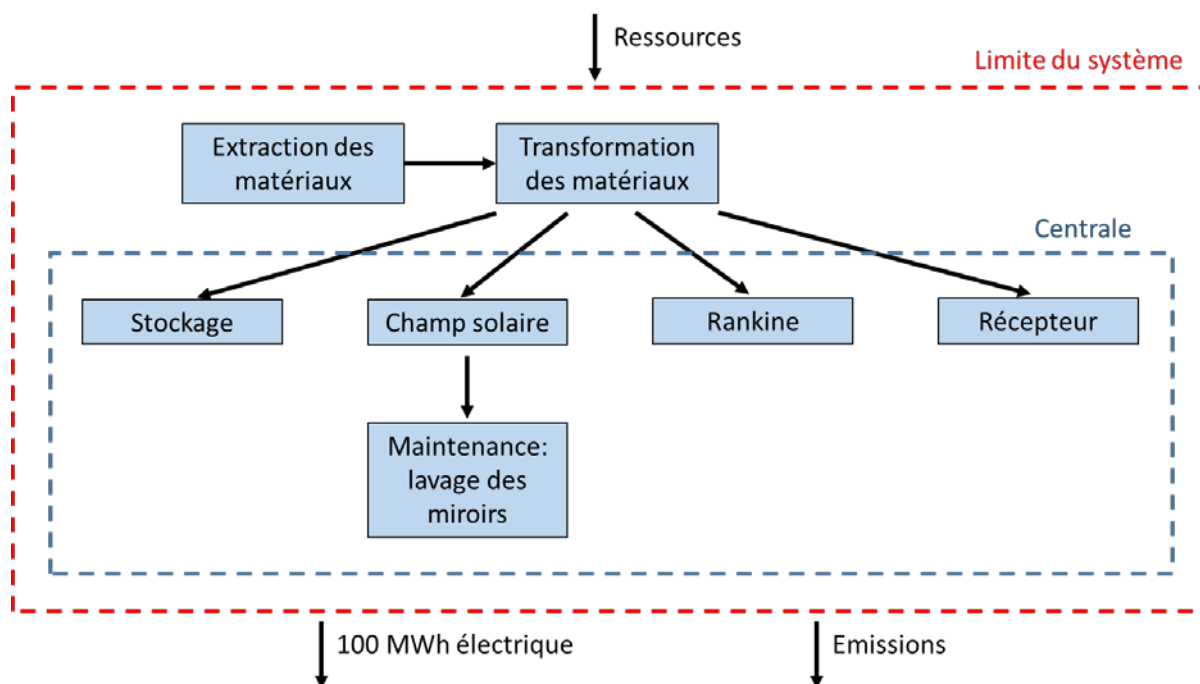 Ressources
Limite du système
Extraction des
matériaux
Transformation
des matériaux
Centrale
Stockage
Champ solaire
Rankine
Récepteur
Maintenance:
lavage des
miroirs
100 MWh électrique
Emissions